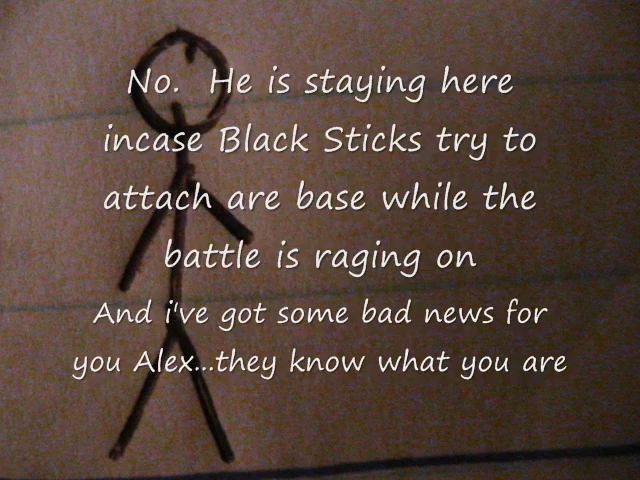 No.  He is staying here
incase Black Sticks try to
attach are base while the
battle is raging on
And i've got some bad news for
you Alex...they know what you are